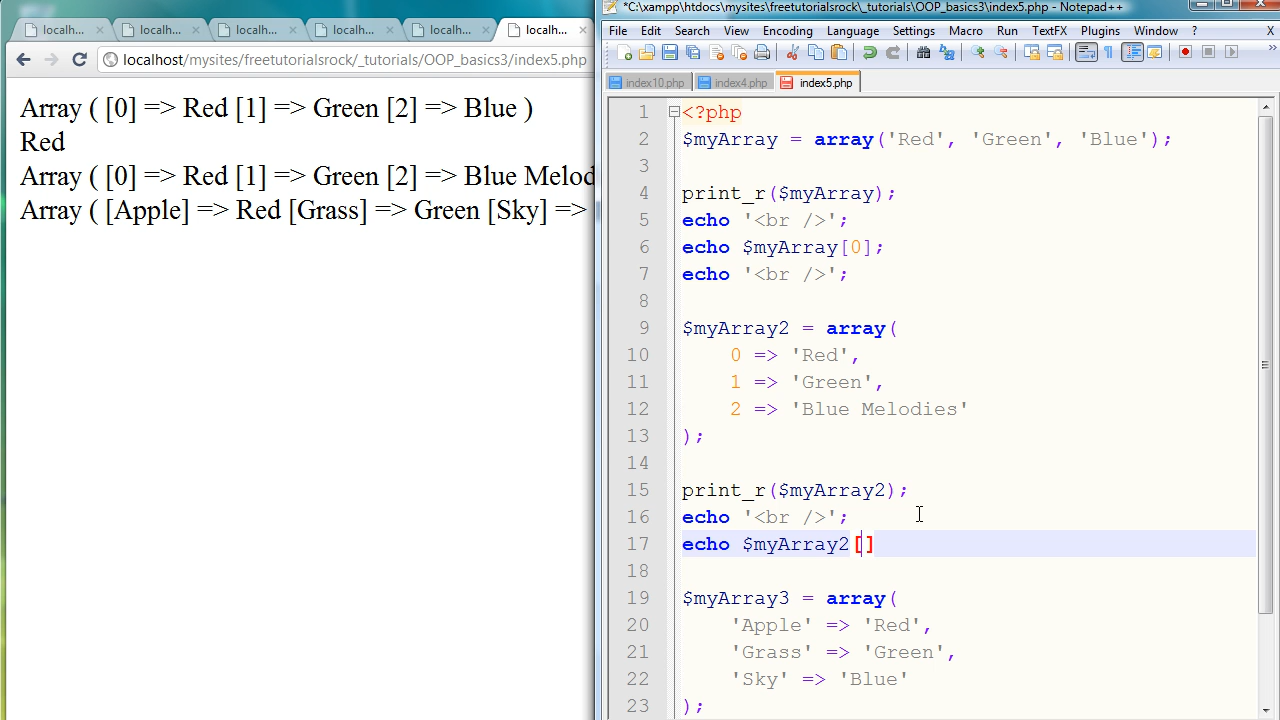 localh... localh... localh... localh... localh... localh...
localhost/mysites/freetutorialsrock/_tutorials/OOP_basics3/index5.php
Array ( [0] => Red [1] => Green [2] => Blue )
Red
Array ( [0] => Red [1] => Green [2] => Blue Melod
Array ( [Apple] => Red [Grass] => Green [Sky] =>
*C:\xampp\htdocs\mysites\freetutorialsrock\_tutorials\OOP_basics3\index5.php - Notepad++
File Edit Search View Encoding Language Settings Macro Run TextFX Plugins Window ? X
index10.php index4.php index5.php
1 <?php
2 $myArray = array('Red', 'Green', 'Blue');
3
4 print_r($myArray);
5 echo '<br />';
6 echo $myArray[0];
7 echo '<br />';
8
9 $myArray2 = array(
10 0 => 'Red',
11 1 => 'Green',
12 2 => 'Blue Melodies'
13 );
14
15 print_r($myArray2);
16 echo '<br />';
17 echo $myArray2[]
18
19 $myArray3 = array(
20 'Apple' => 'Red',
21 'Grass' => 'Green',
22 'Sky' => 'Blue'
23 );